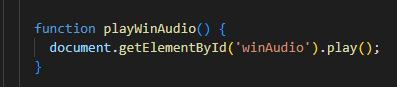 function playWinAudio() {
  document.getElementById('winAudio').play();
}